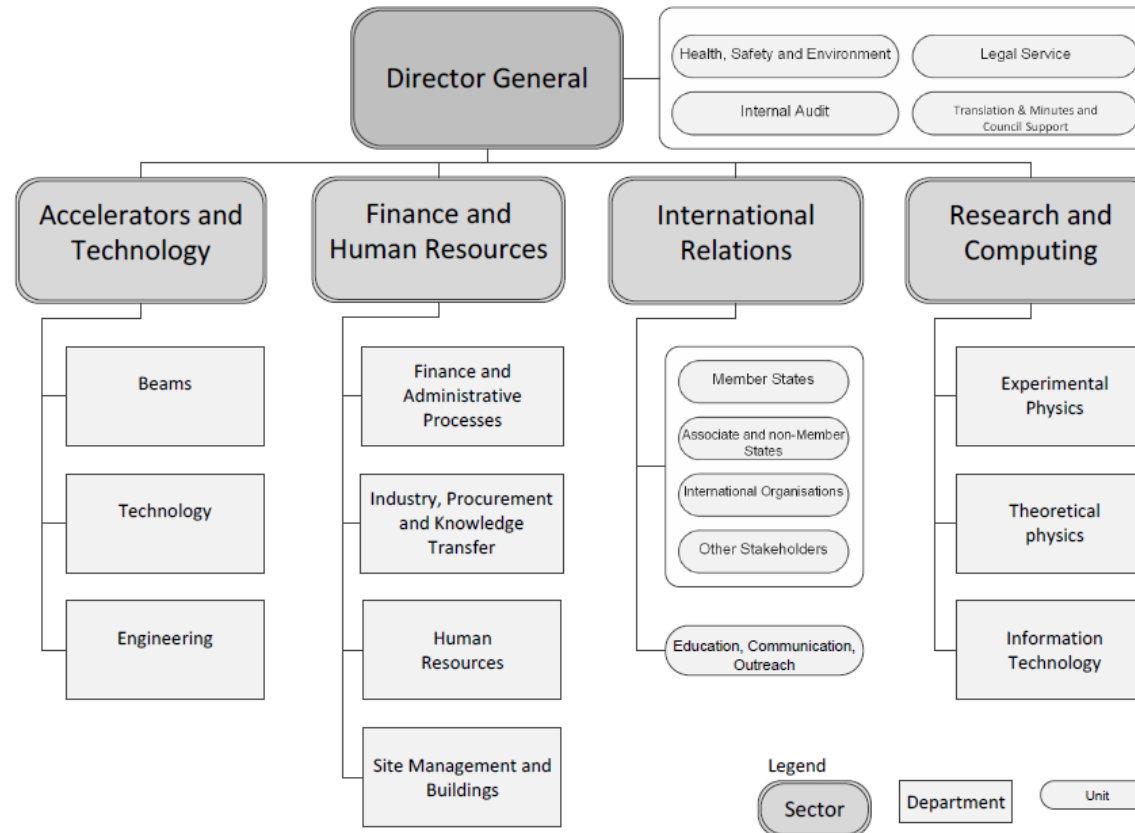 Director General
Health, Safety and Environment
Legal Service
Internal Audit
Translation & Minutes and
Council Support
Accelerators and
Technology
Finance and
Human Resources
International
Relations
Research and
Computing
Beams
Technology
Engineering
Finance and
Administrative
Processes
Industry, Procurement
and Knowledge
Transfer
Human
Resources
Site Management and
Buildings
Member States
Associate and non-Member
States
International Organisations
Other Stakeholders
Education, Communication,
Outreach
Experimental
Physics
Theoretical
physics
Information
Technology
Legend
Sector
Department
Unit